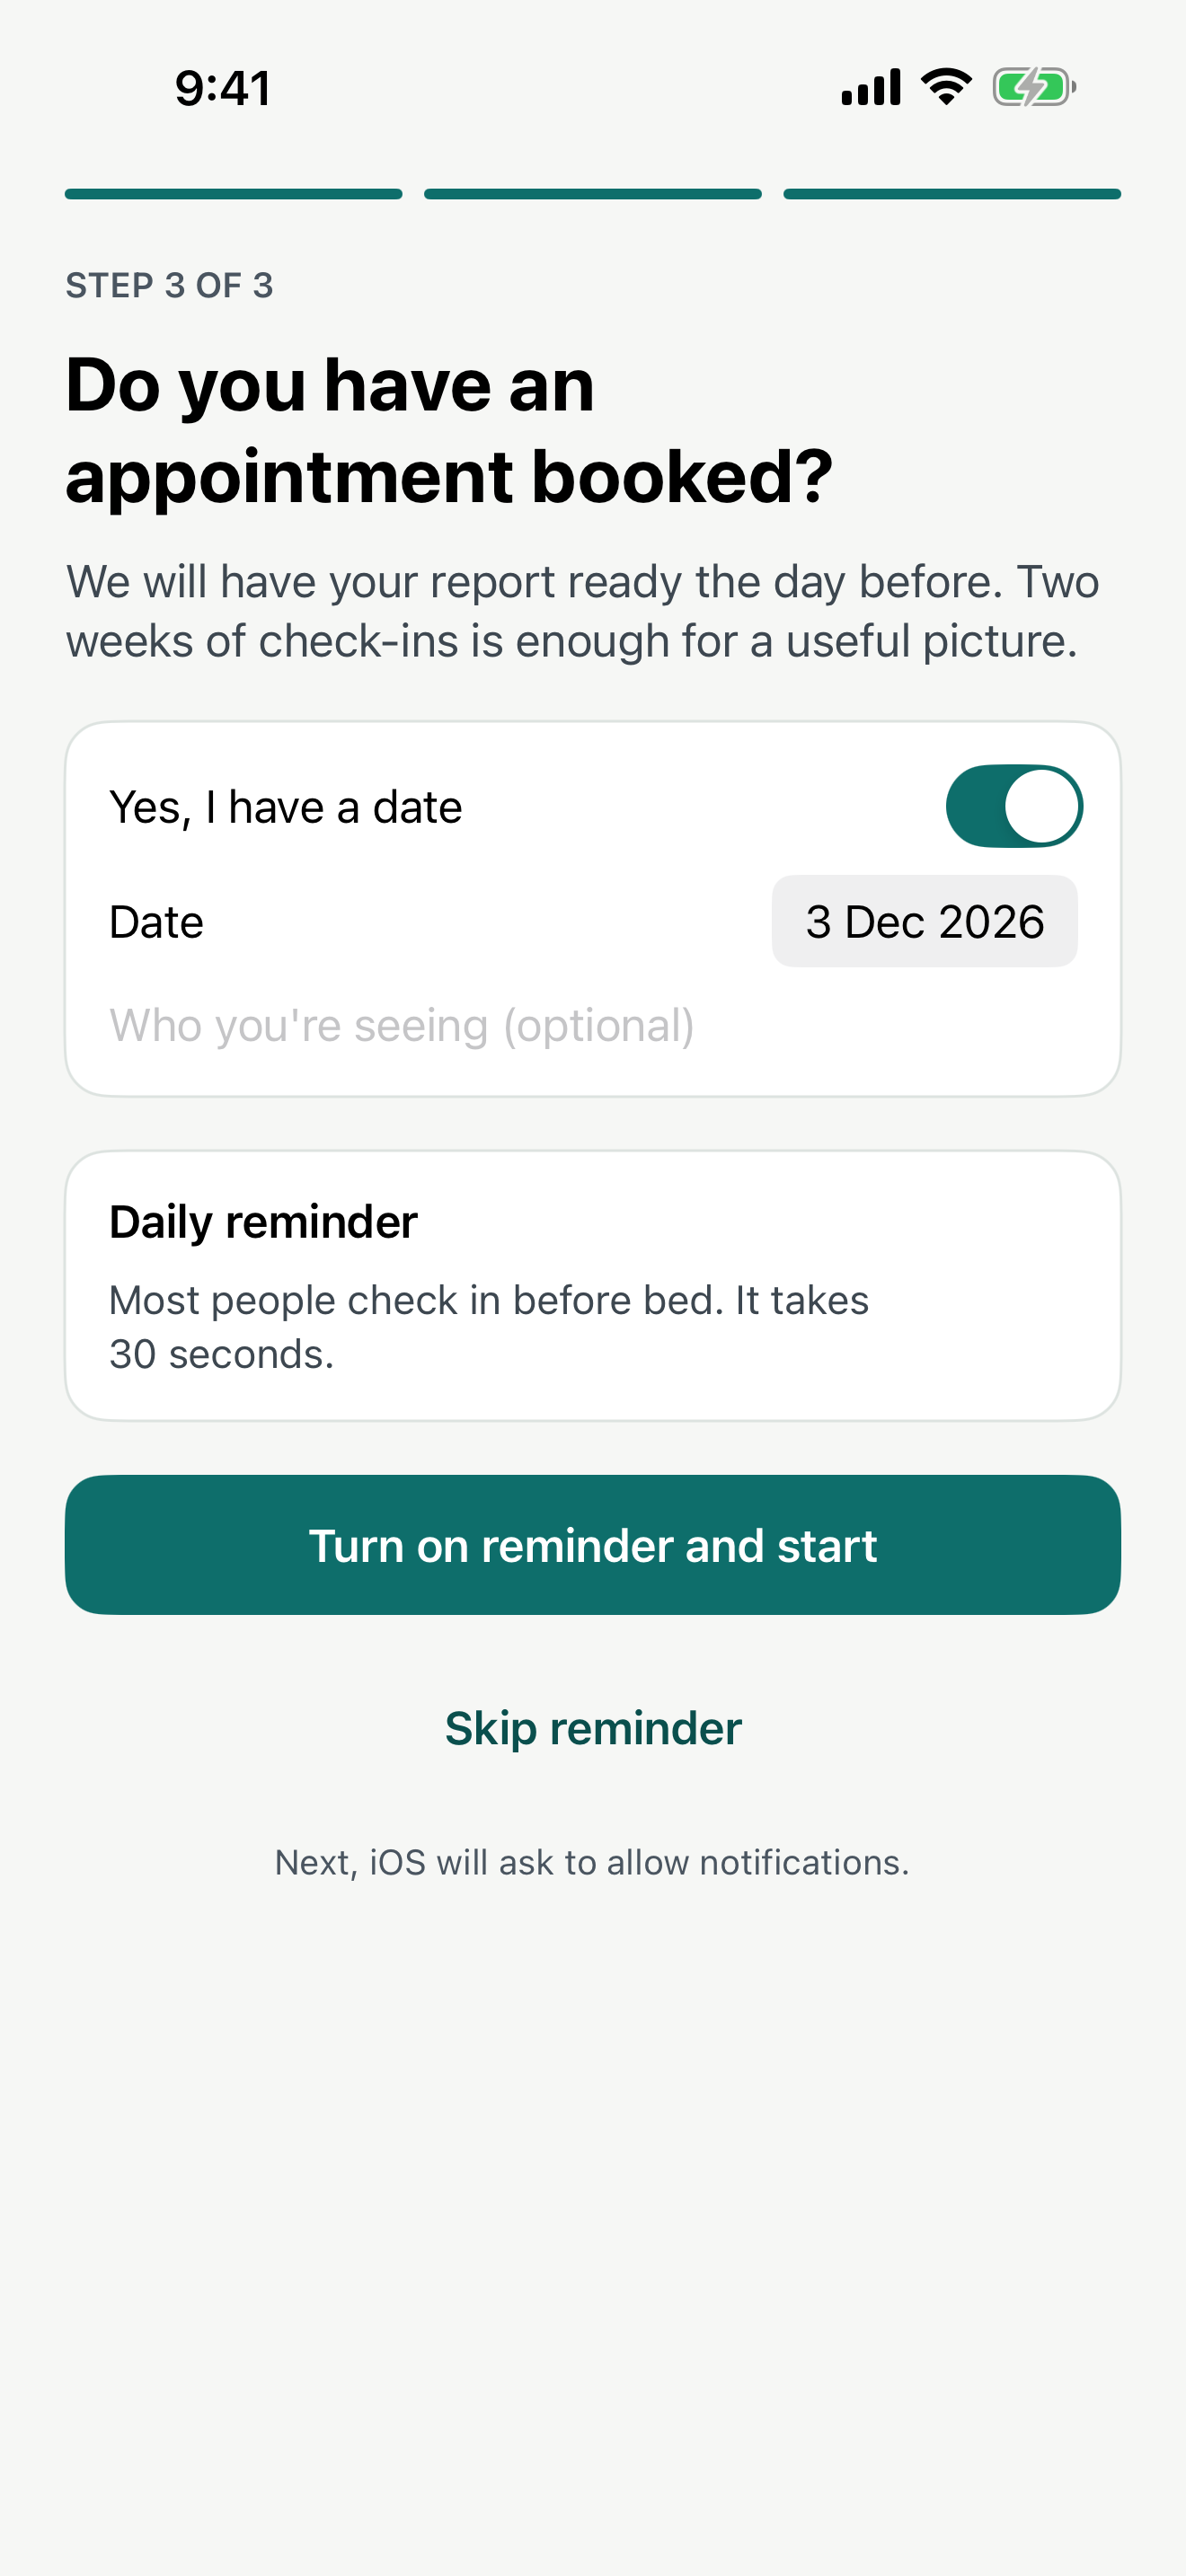 9:41
STEP 3 OF 3
Do you have an
appointment booked?
We will have your report ready the day before. Two
weeks of check-ins is enough for a useful picture.
Yes, I have a date
Date
3 Dec 2026
Who you're seeing (optional)
Daily reminder
Most people check in before bed. It takes
30 seconds.
Turn on reminder and start
Skip reminder
Next, iOS will ask to allow notifications.